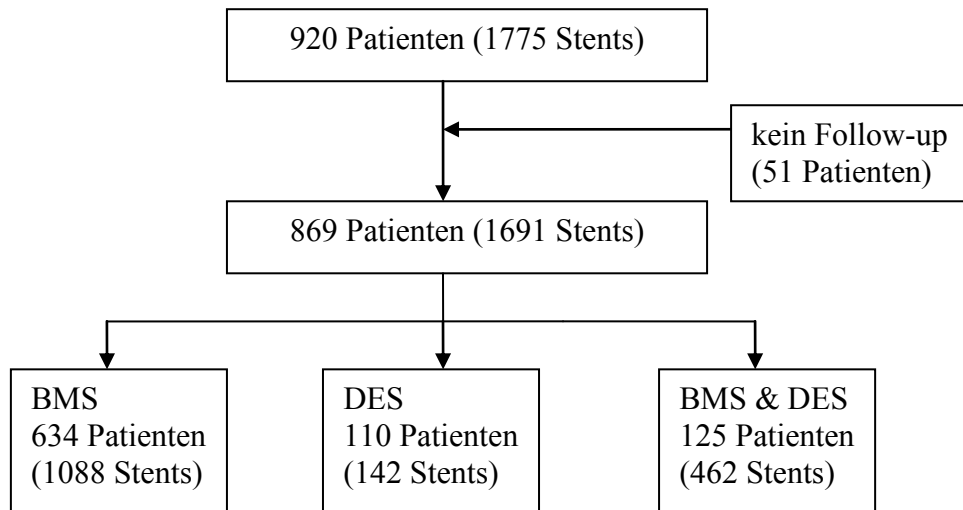 920 Patienten (1775 Stents)
kein Follow-up
(51 Patienten)
869 Patienten (1691 Stents)
BMS
634 Patienten
(1088 Stents)
DES
110 Patienten
(142 Stents)
BMS & DES
125 Patienten
(462 Stents)